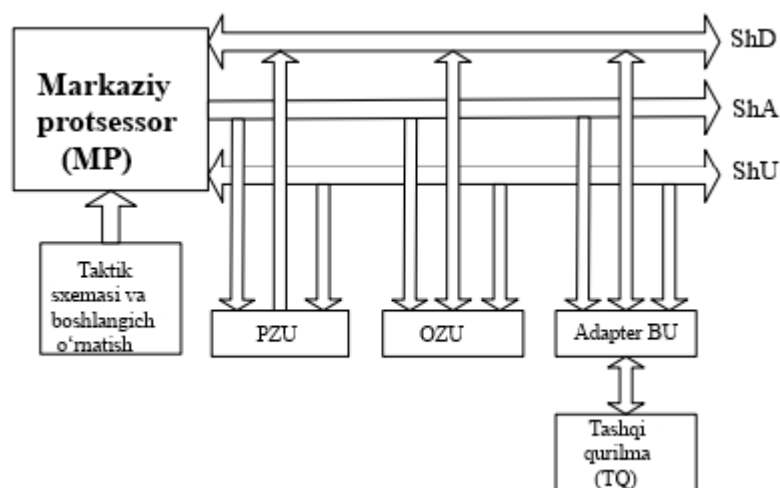 ShD
Markaziy
protsessor
(MP)
ShA
ShU
Taktik
sxemasi va
boshlangich
o‘rnatish
PZU
OZU
Adapter BU
Tashqi
qurilma
(TQ)